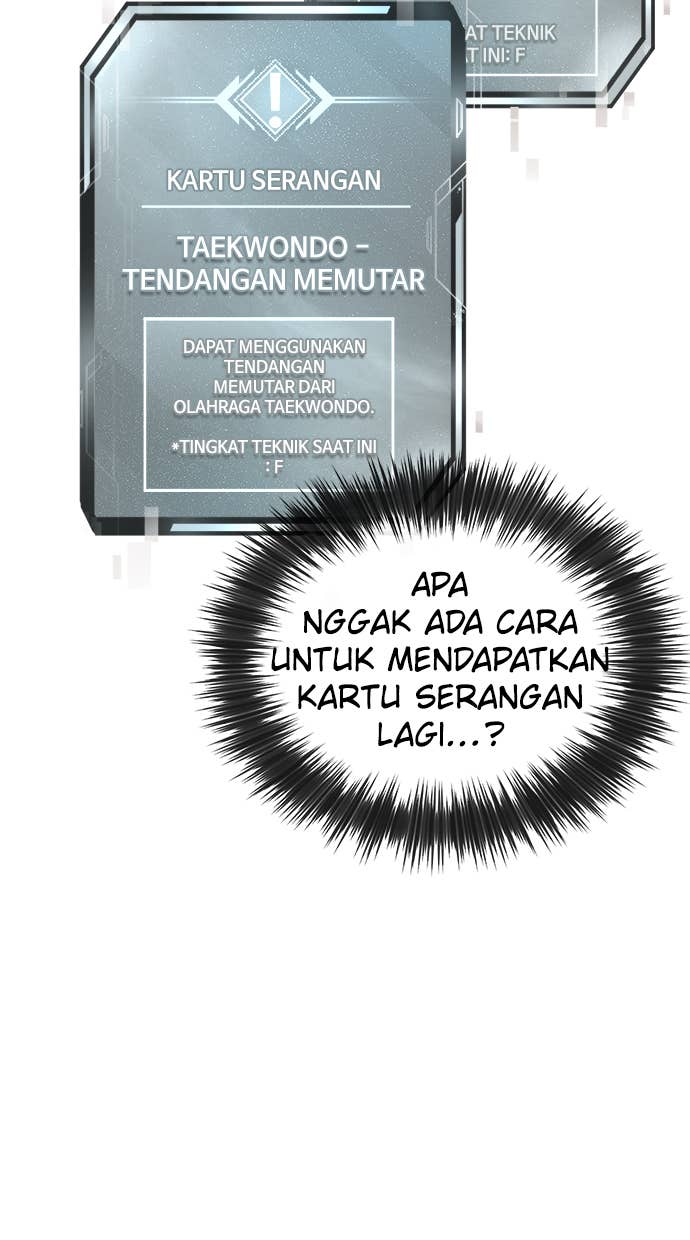 AT TEKNIK
T INI: F
!
KARTU SERANGAN
TAEKWONDO –
TENDANGAN MEMUTAR
DAPAT MENGGUNAKAN
TENDANGAN
MEMUTAR DARI
OLAHRAGA TAEKWONDO.
*TINGKAT TEKNIK SAAT INI
: F
APA
NGGAK ADA CARA
UNTUK MENDAPATKAN
KARTU SERANGAN
LAGI...?